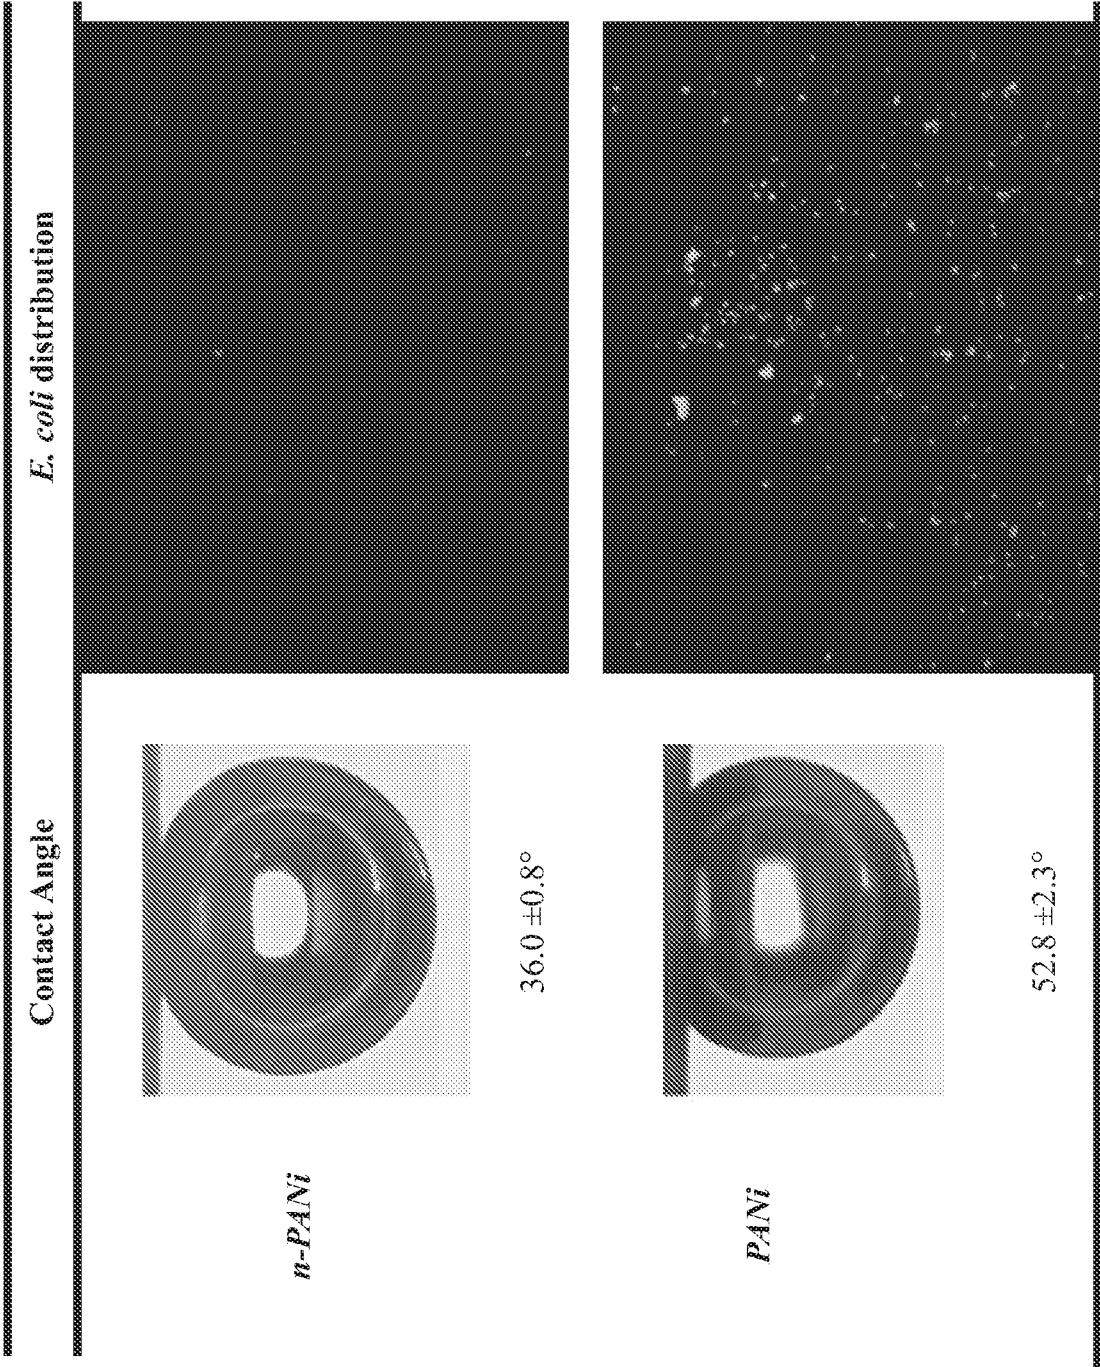 Contact Angle
E. coli distribution
n-PANi
36.0 ±0.8°
PANi
52.8 ±2.3°